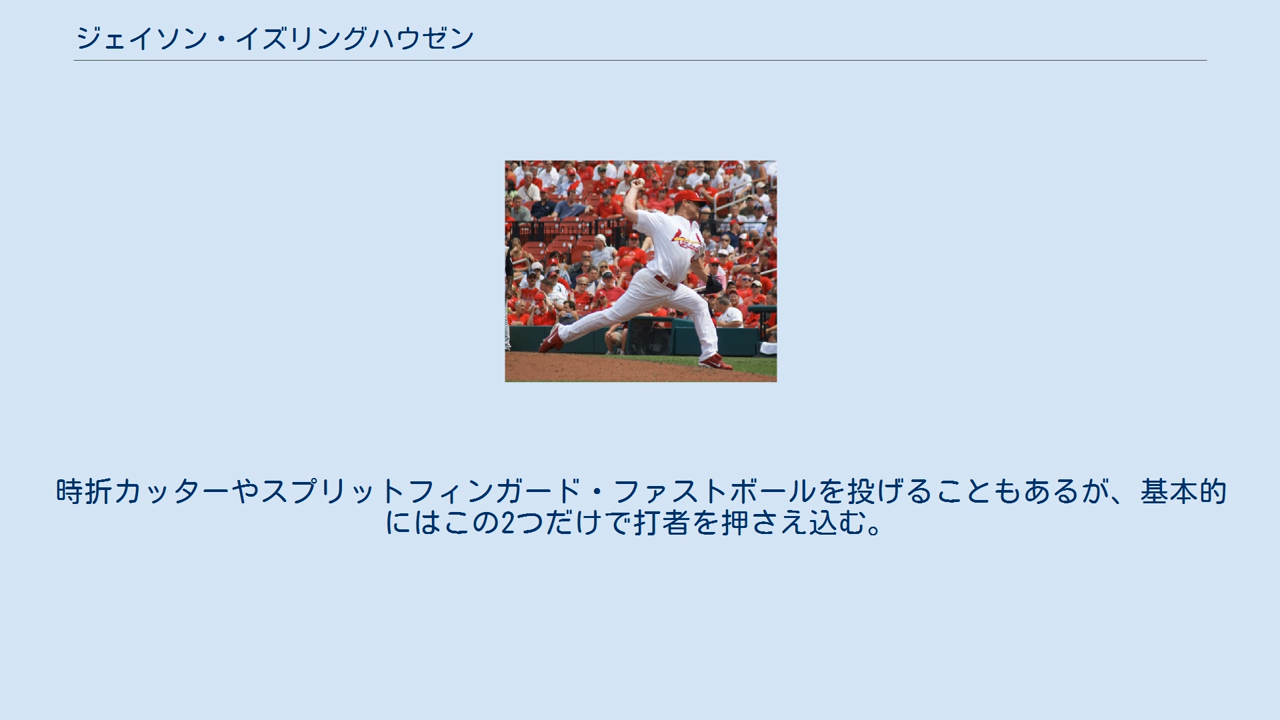 ジェイソン・イズリングハウゼン
時折カッターやスプリットフィンガード・ファストボールを投げることもあるが、基本的
にはこの2つだけで打者を押さえ込む。